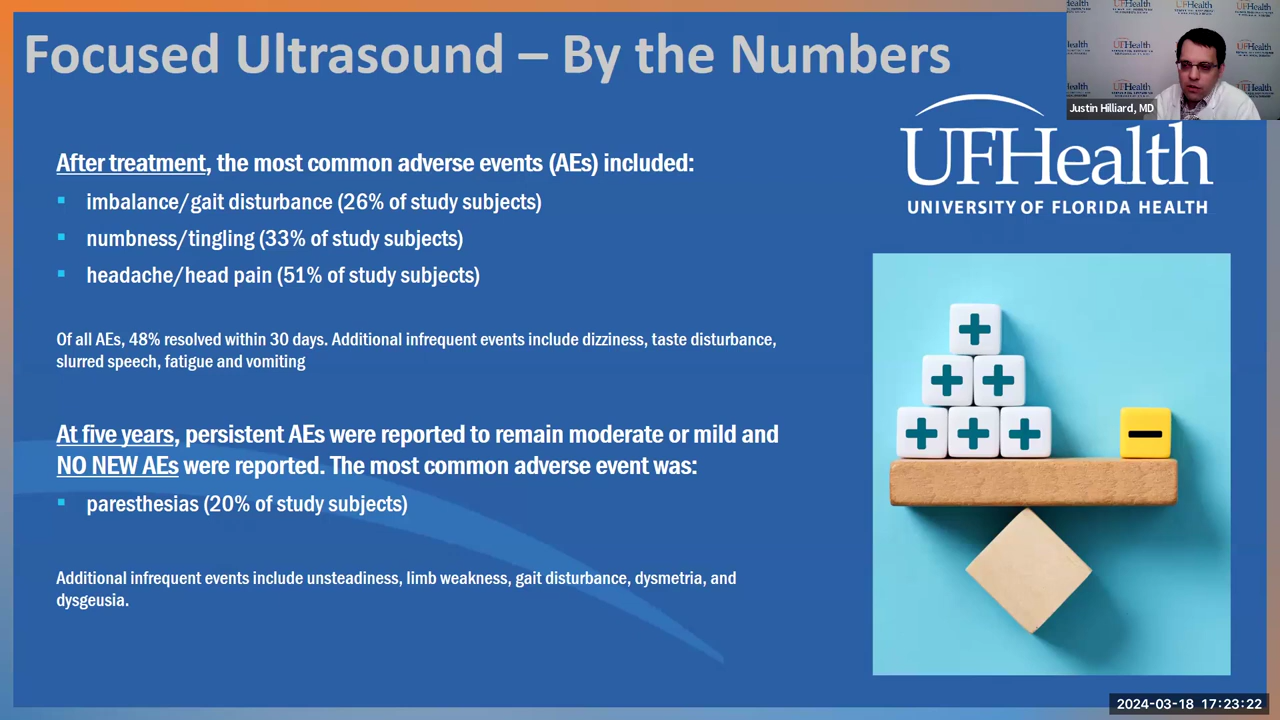 Focused Ultrasound – By the Numbers
Justin Hilliard, MD
UFHealth
UNIVERSITY OF FLORIDA HEALTH
After treatment, the most common adverse events (AEs) included:
▪ imbalance/gait disturbance (26% of study subjects)
▪ numbness/tingling (33% of study subjects)
▪ headache/head pain (51% of study subjects)
Of all AEs, 48% resolved within 30 days. Additional infrequent events include dizziness, taste disturbance,
slurred speech, fatigue and vomiting
At five years, persistent AEs were reported to remain moderate or mild and
NO NEW AEs were reported. The most common adverse event was:
▪ paresthesias (20% of study subjects)
Additional infrequent events include unsteadiness, limb weakness, gait disturbance, dysmetria, and
dysgeusia.
2024-03-18 17:23:22